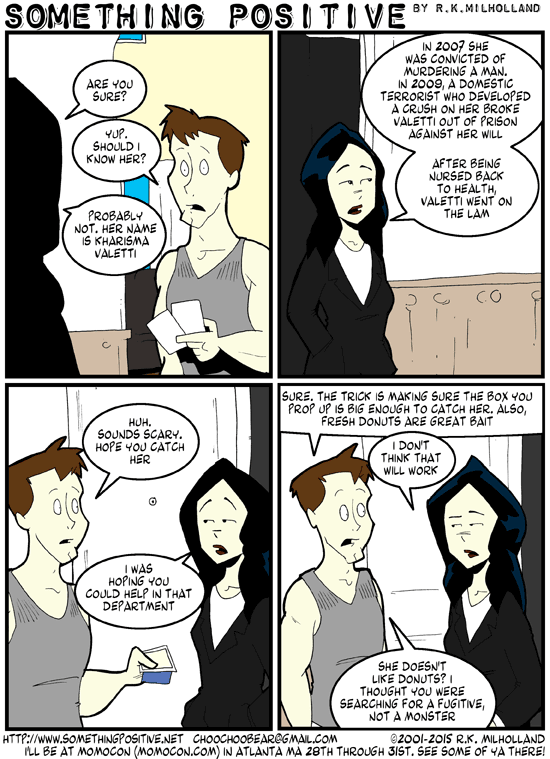 SOMETHING POSITIVE BY R.K.MILHOLLAND
ARE YOU
SURE?
YUP.
SHOULD I
KNOW HER?
PROBABLY
NOT. HER NAME
IS KHARISMA
VALETTI
IN 2007 SHE
WAS CONVICTED OF
MURDERING A MAN.
IN 2009, A DOMESTIC
TERRORIST WHO DEVELOPED
A CRUSH ON HER BROKE
VALETTI OUT OF PRISON
AGAINST HER WILL
AFTER BEING
NURSED BACK
TO HEALTH,
VALETTI WENT ON
THE LAM
HUH.
SOUNDS SCARY.
HOPE YOU CATCH
HER
I WAS
HOPING YOU
COULD HELP IN THAT
DEPARTMENT
SURE. THE TRICK IS MAKING SURE THE BOX YOU
PROP UP IS BIG ENOUGH TO CATCH HER. ALSO,
FRESH DONUTS ARE GREAT BAIT
I DON'T
THINK THAT
WILL WORK
SHE DOESN'T
LIKE DONUTS? I
THOUGHT YOU WERE
SEARCHING FOR A FUGITIVE,
NOT A MONSTER
HTTP://WWW.SOMETHINGPOSITIVE.NET CHOOCHOOBEAR@GMAIL.COM ©2001-2015 R.K. MILHOLLAND
I'LL BE AT MOMOCON (MOMOCON.COM) IN ATLANTA MA 28TH THROUGH 31ST. SEE SOME OF YA THERE!